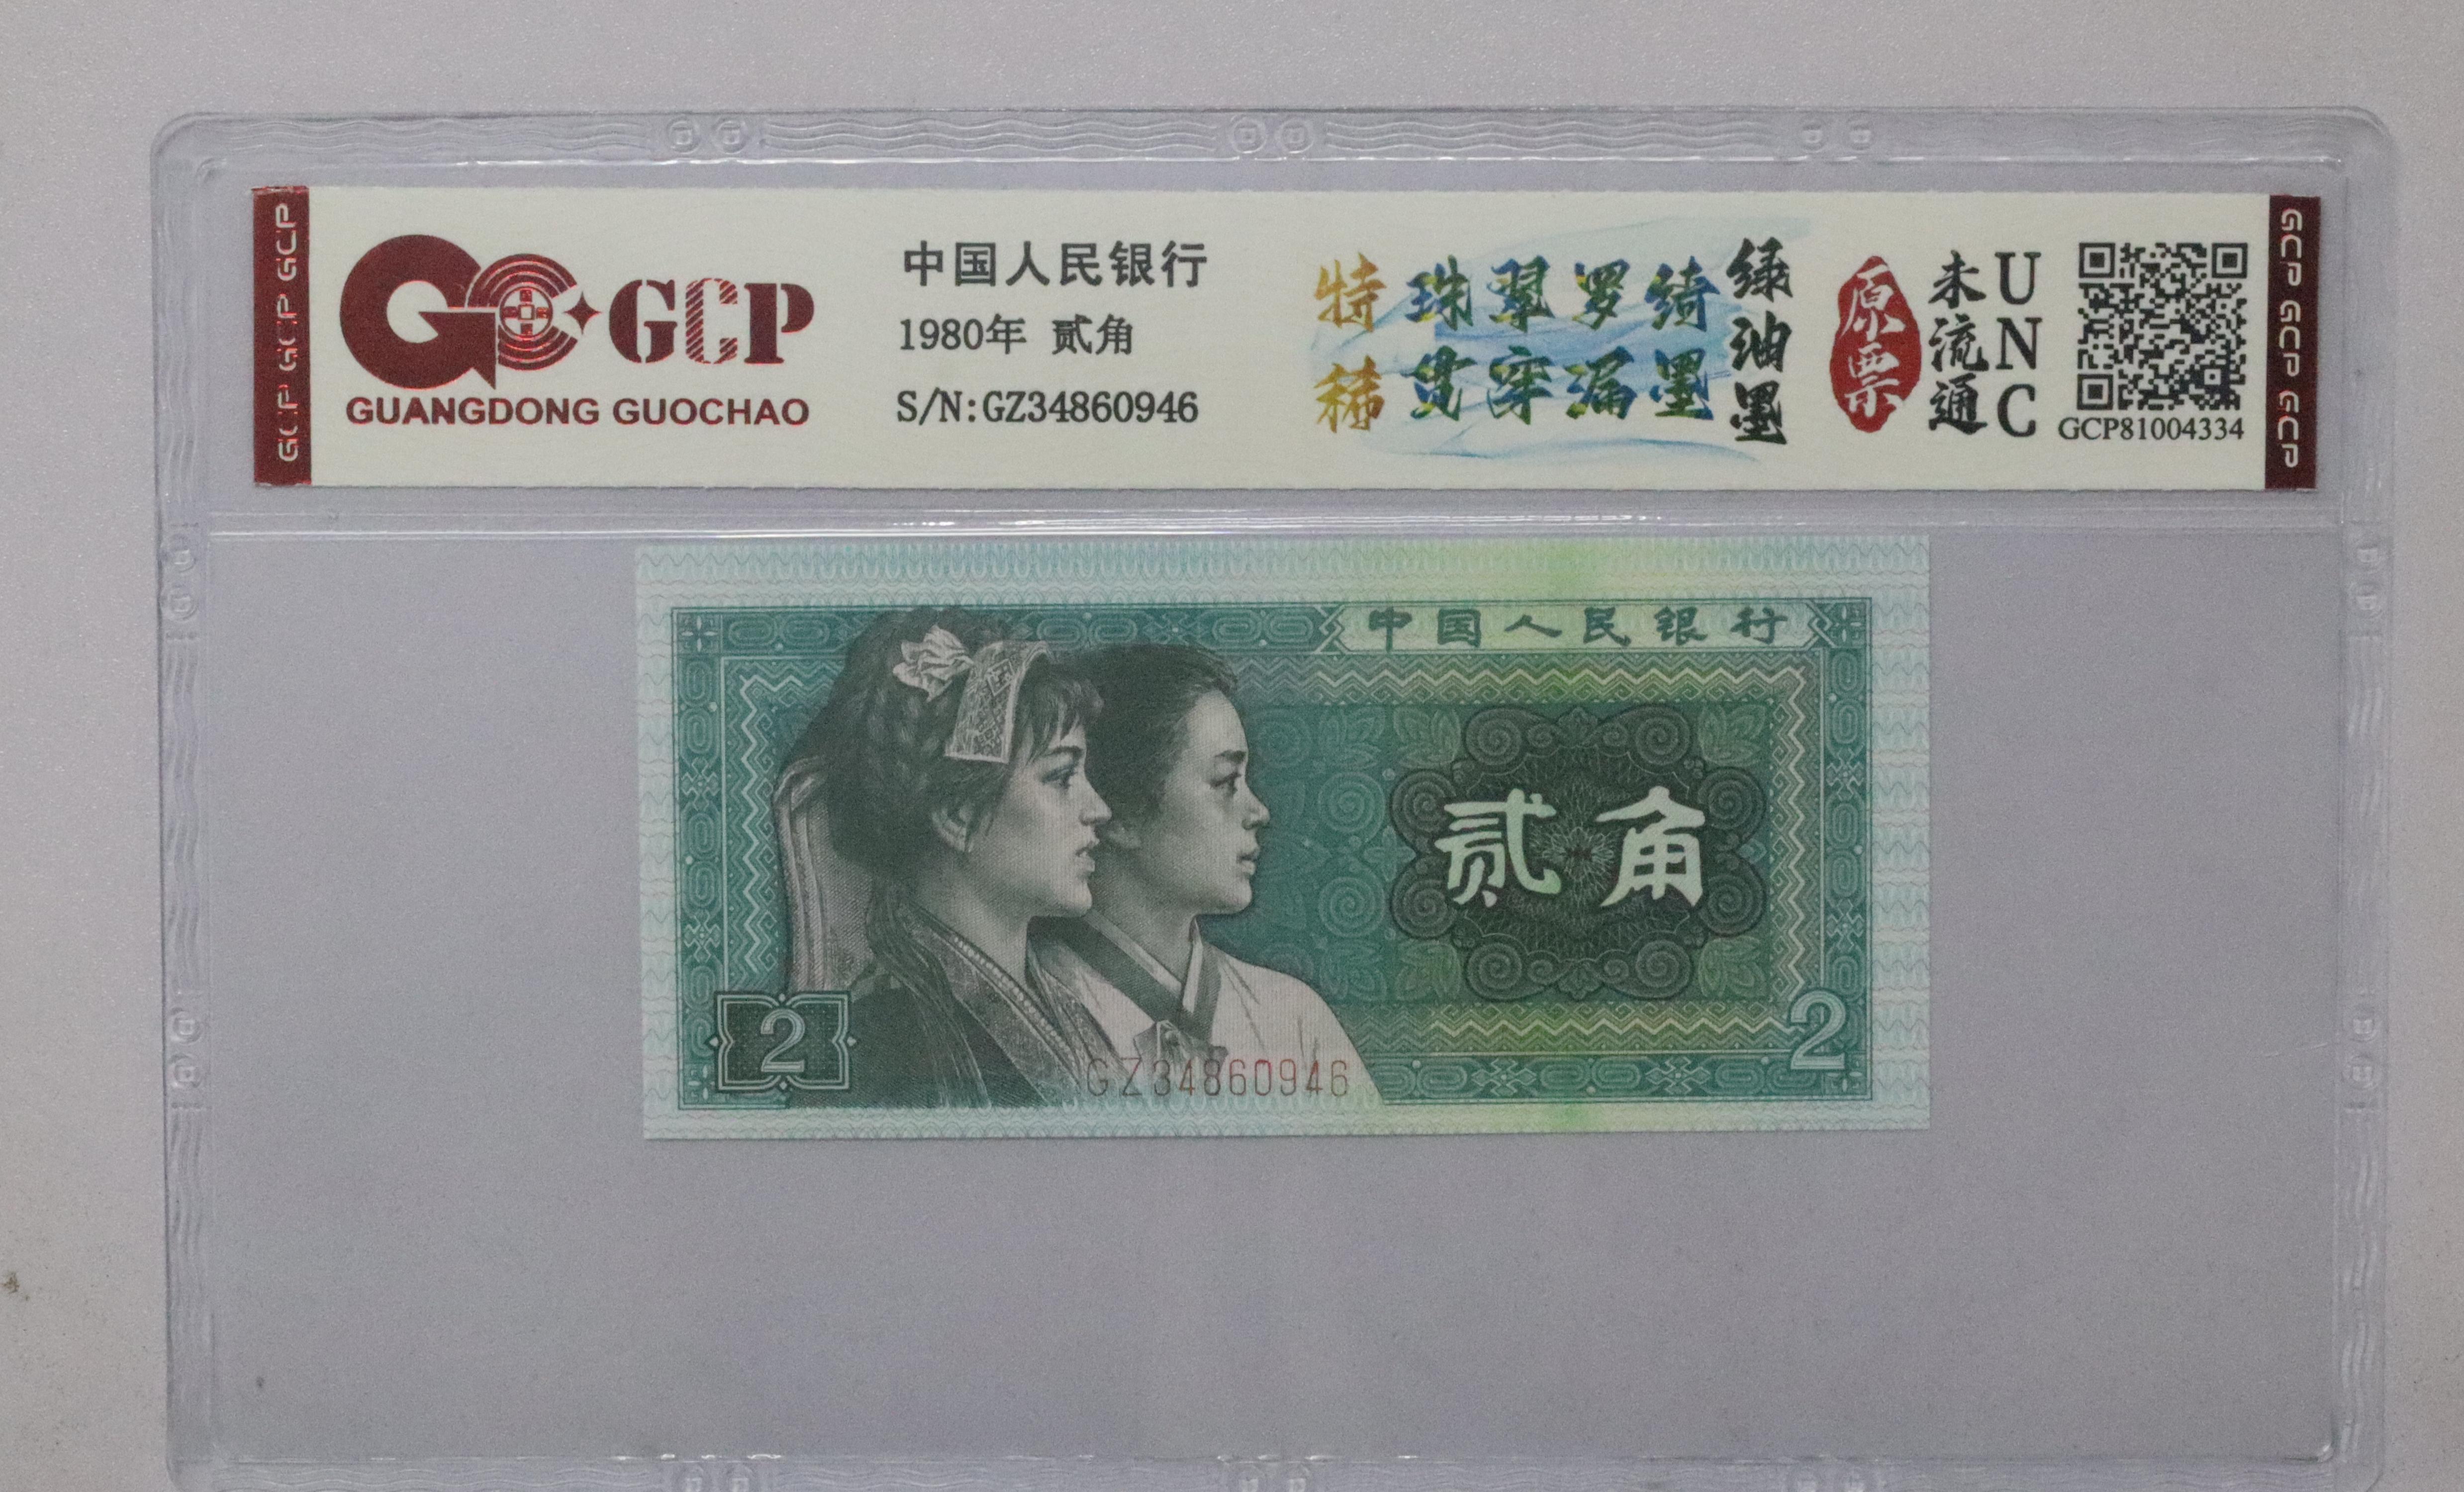 GCP GCP GCP
GCP
GUANGDONG GUOCHAO
中国人民银行
1980年 贰角
S/N:GZ34860946
特稀
珠翠罗绮
贯穿漏墨
绿油墨
原票
未流通
UNC
GCP81004334
GCP GCP GCP
中国人民银行
贰角
2
2
GZ34860946